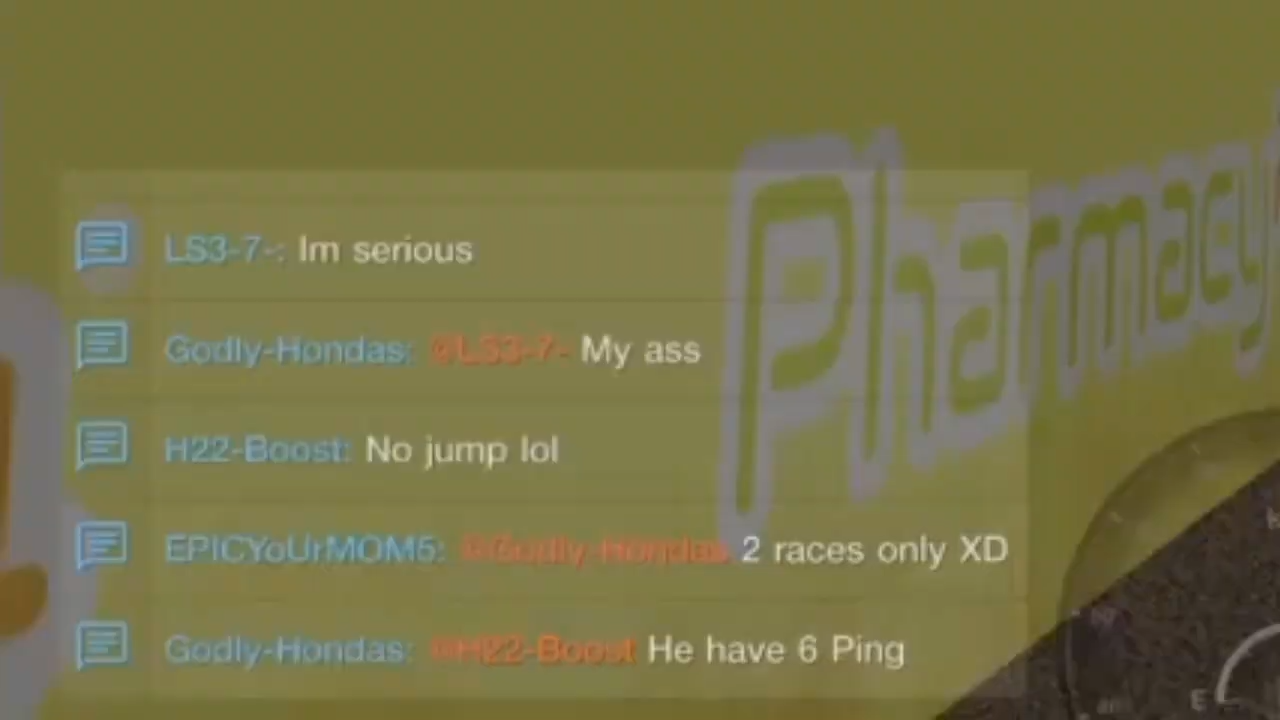 Pharmacy
LS3-7-: Im serious
Godly-Hondas: @LS3-7- My ass
H22-Boost: No jump lol
EPICYoUrMOM5: @Godly-Hondas 2 races only XD
Godly-Hondas: @H22-Boost He have 6 Ping
E